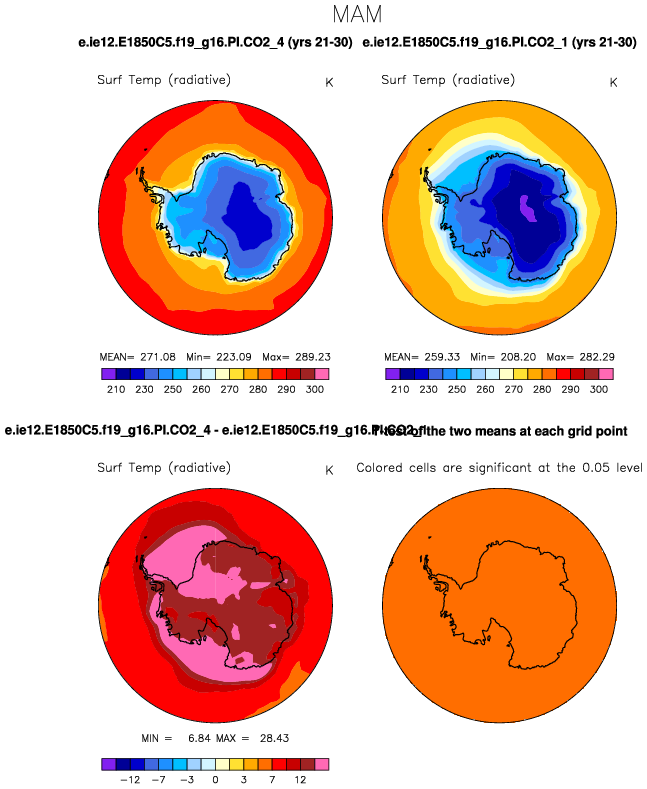 MAM
e.ie12.E1850C5.f19_g16.PI.CO2_4 (yrs 21-30) e.ie12.E1850C5.f19_g16.PI.CO2_1 (yrs 21-30)
Surf Temp (radiative) K Surf Temp (radiative) K
MEAN= 271.08 Min= 223.09 Max= 289.23 MEAN= 259.33 Min= 208.20 Max= 282.29
210 230 250 260 270 280 290 300 210 230 250 260 270 280 290 300
e.ie12.E1850C5.f19_g16.PI.CO2_4 - e.ie12.E1850C5.f19_g16.PI.CO2_1 of the two means at each grid point
Surf Temp (radiative) K Colored cells are significant at the 0.05 level
MIN = 6.84 MAX = 28.43
-12 -7 -3 0 3 7 12